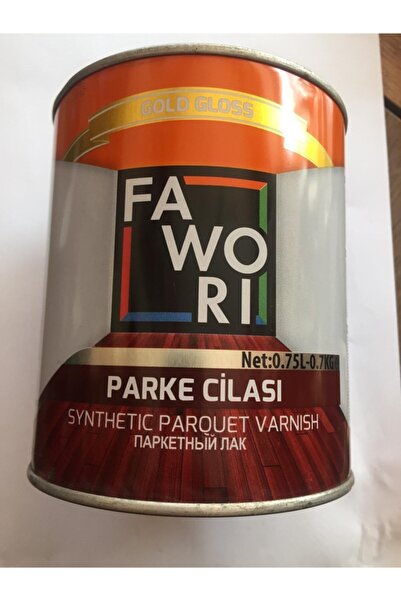 GOLD GLOSS
FA
WO
RI
Net:0.75L-0.7KG
PARKE CİLASI
SYNTHETIC PARQUET VARNISH
ПАРКЕТНЫЙ ЛАК